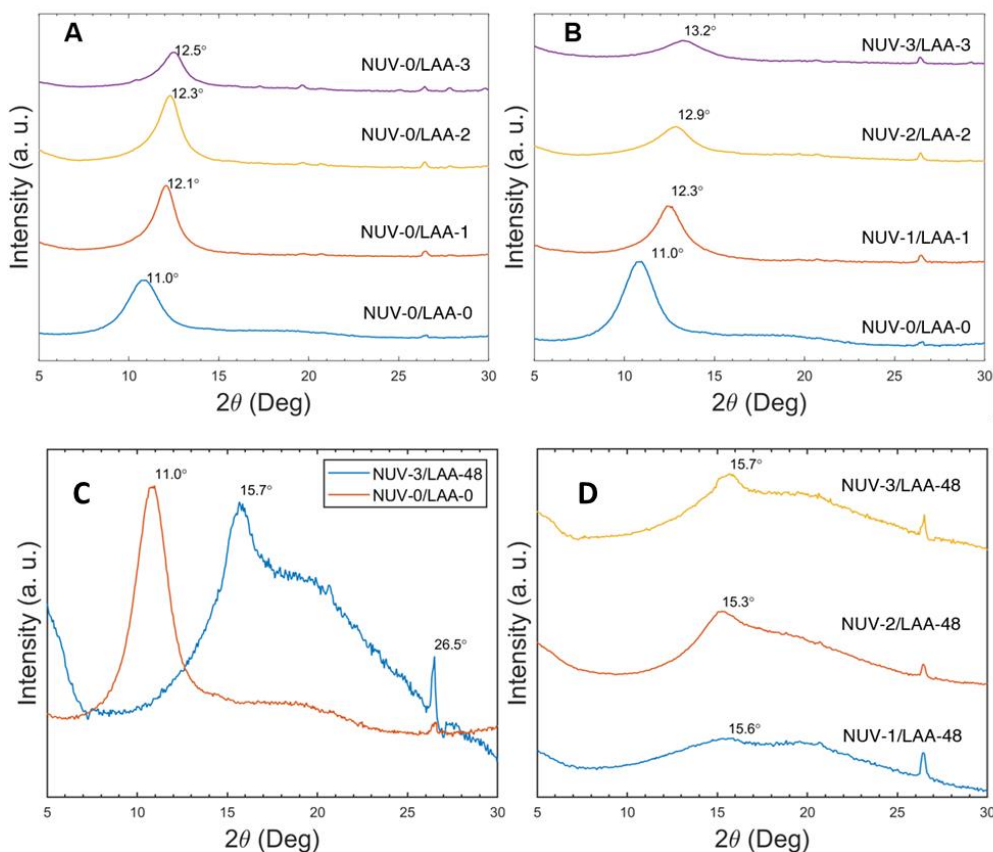 A
12.5°
NUV-0/LAA-3
12.3°
NUV-0/LAA-2
12.1°
NUV-0/LAA-1
11.0°
NUV-0/LAA-0
Intensity (a. u.)
5 10 15 20 25 30
2θ (Deg)
B
13.2°
NUV-3/LAA-3
12.9°
NUV-2/LAA-2
12.3°
NUV-1/LAA-1
11.0°
NUV-0/LAA-0
Intensity (a. u.)
5 10 15 20 25 30
2θ (Deg)
C
11.0°
15.7°
NUV-3/LAA-48
NUV-0/LAA-0
26.5°
Intensity (a. u.)
5 10 15 20 25 30
2θ (Deg)
D
15.7°
NUV-3/LAA-48
15.3°
NUV-2/LAA-48
15.6°
NUV-1/LAA-48
Intensity (a. u.)
5 10 15 20 25 30
2θ (Deg)